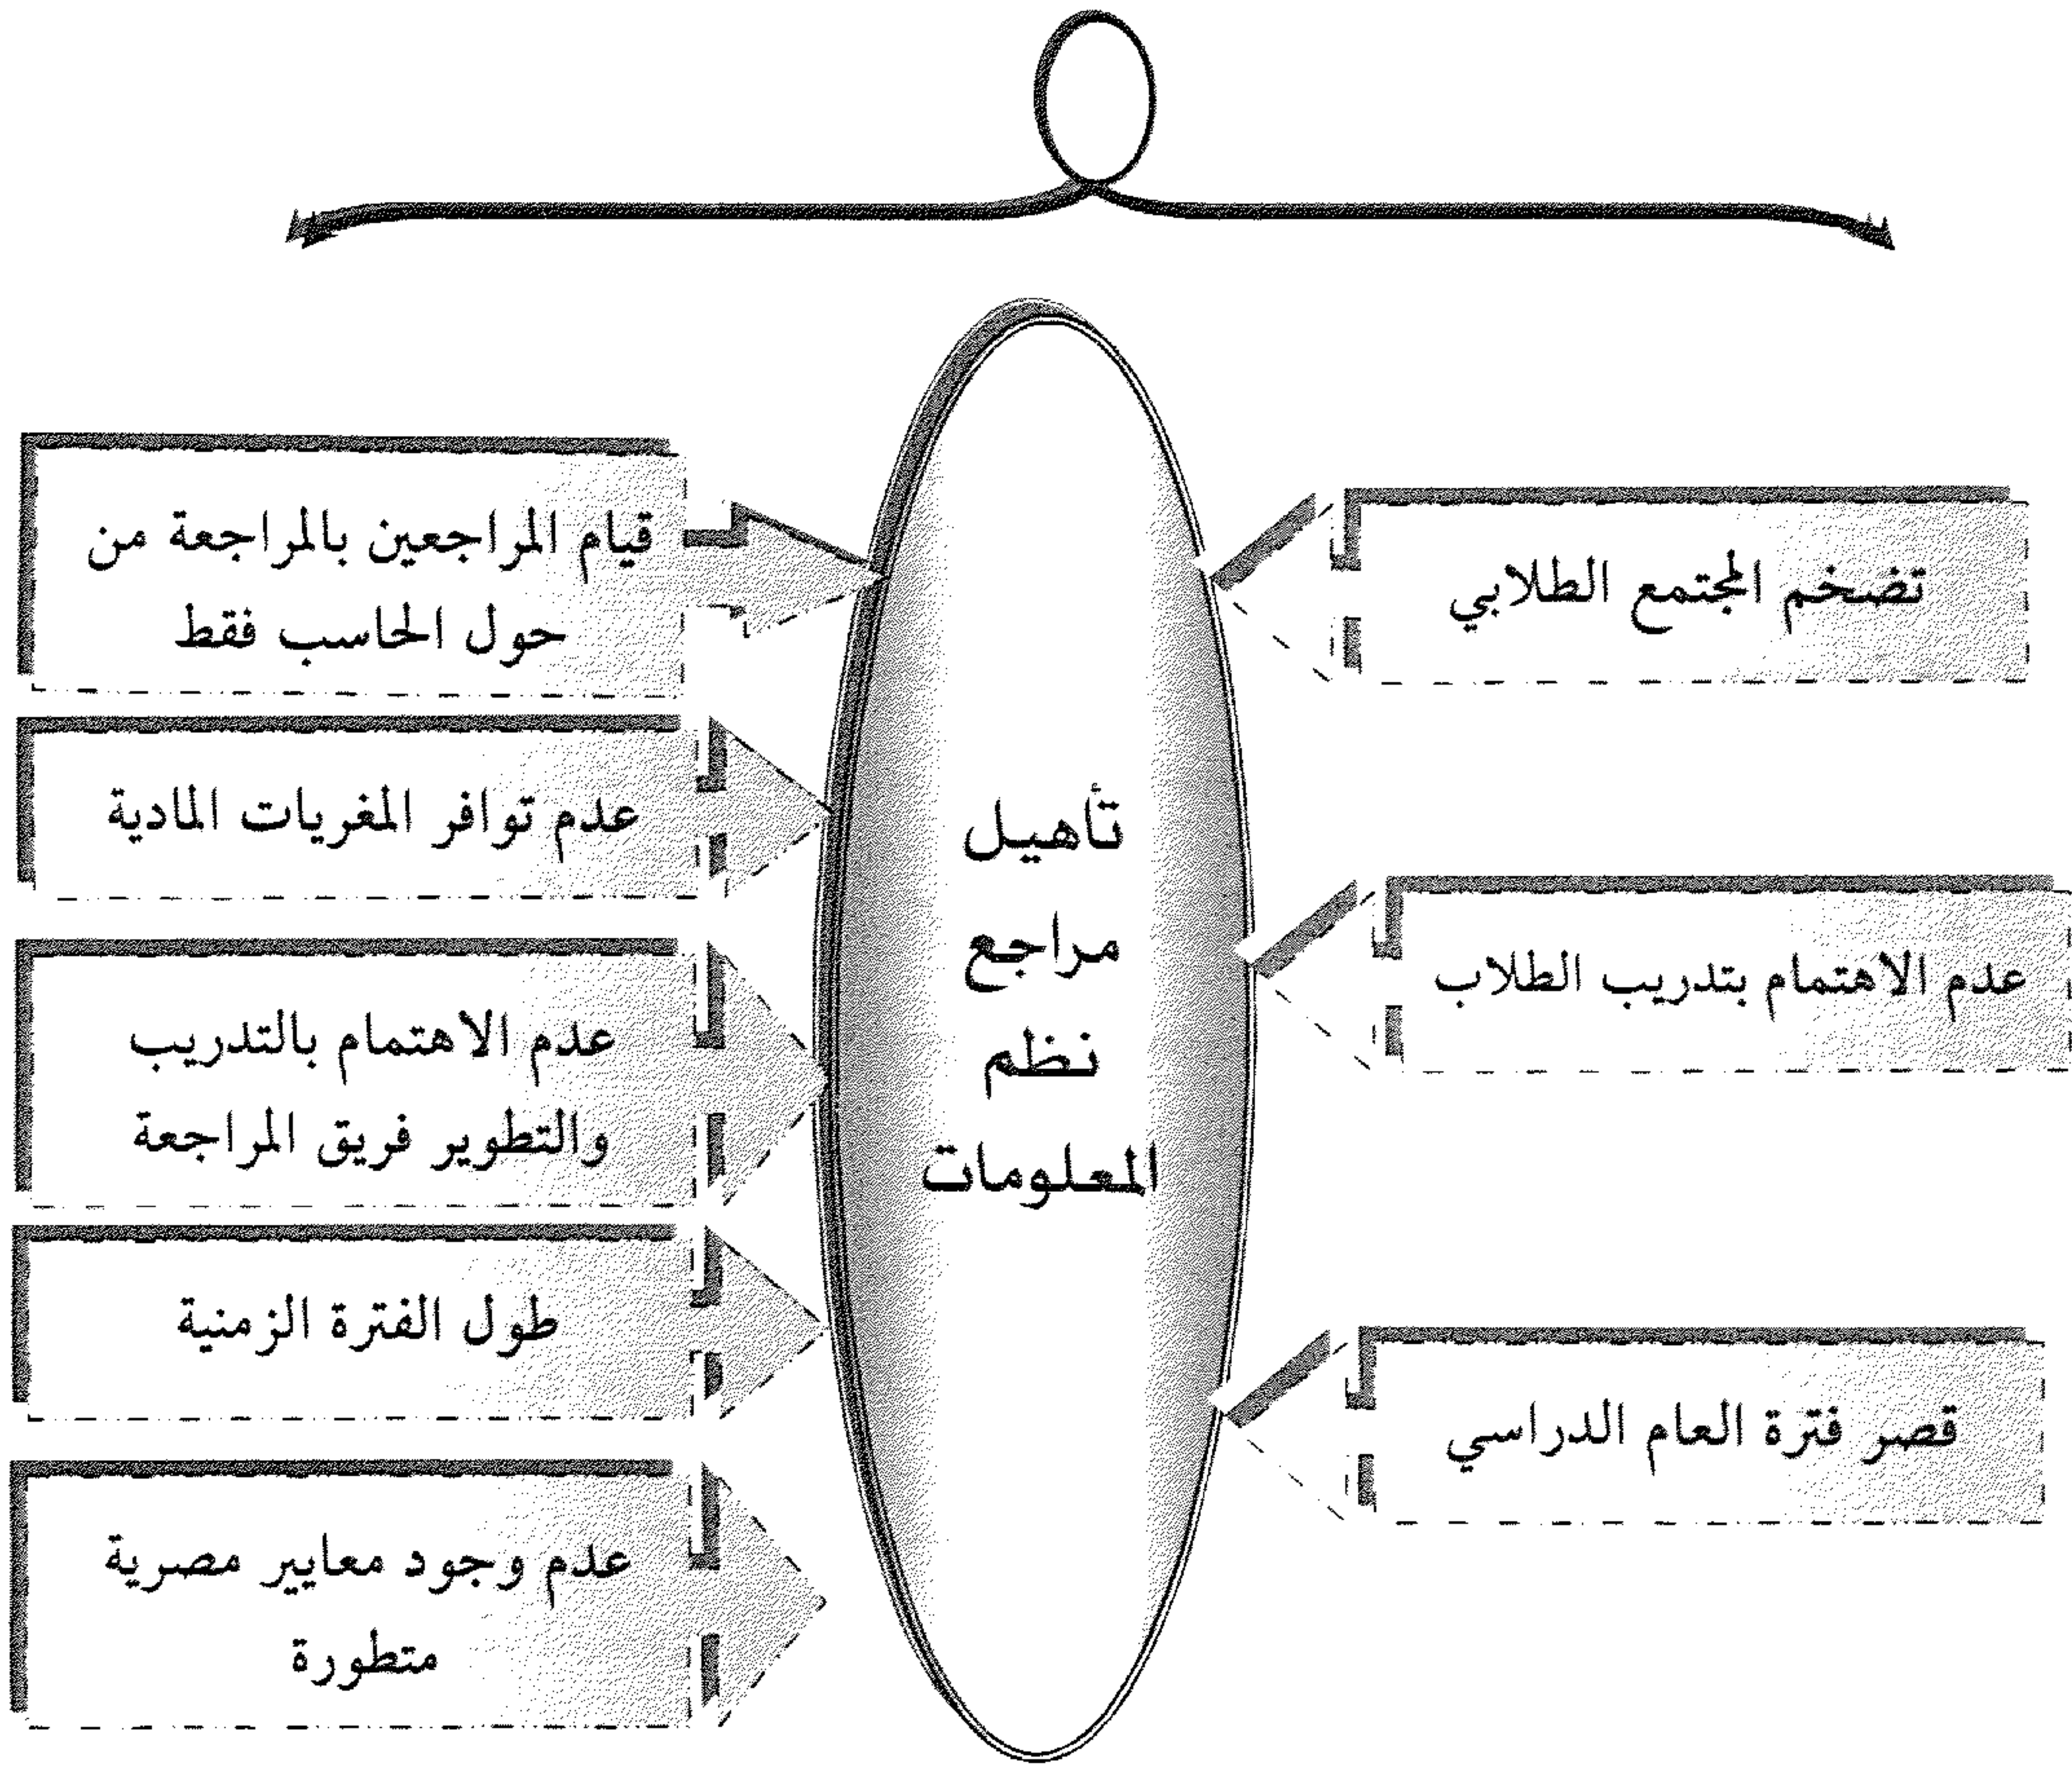 تضخم المجتمع الطلابي
عدم الاهتمام بتدريب الطلاب
قصر فترة العام الدراسي
تأهيل
مراجع
نظم
المعلومات
قيام المراجعين بالمراجعة من
حول الحاسب فقط
عدم توافر المغريات المادية
عدم الاهتمام بالتدريب
والتطوير فريق المراجعة
طول الفترة الزمنية
عدم وجود معايير مصرية
متطورة